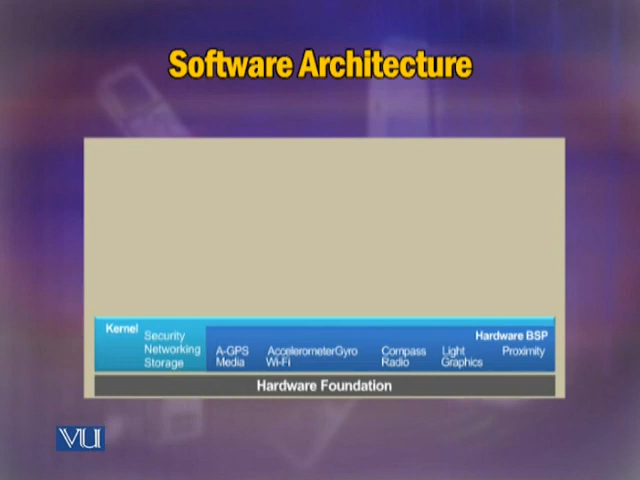 Software Architecture
Kernel
Security
Networking
Storage
Hardware BSP
A-GPS AccelerometerGyro Compass Light Proximity
Media Wi-Fi Radio Graphics
Hardware Foundation
VU